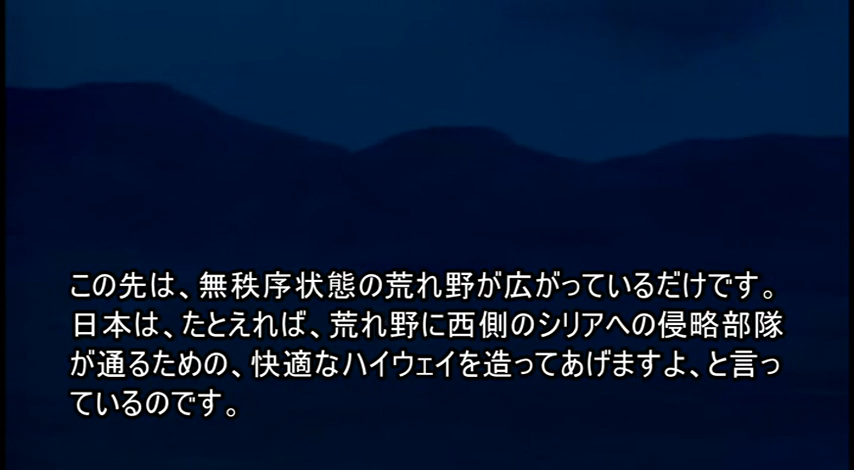 この先は、無秩序状態の荒れ野が広がっているだけです。
日本は、たとえれば、荒れ野に西側のシリアへの侵略部隊
が通るための、快適なハイウェイを造ってあげますよ、と言っ
ているのです。